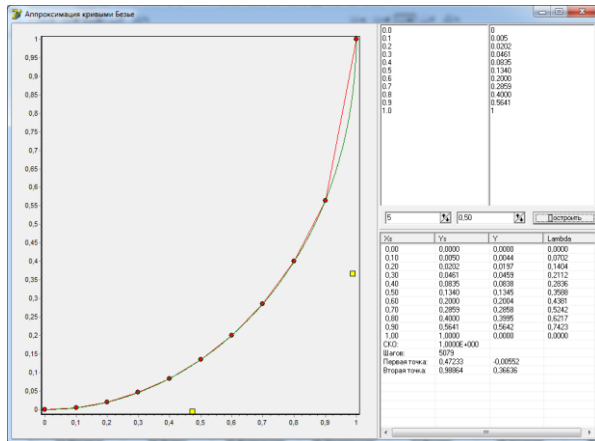 Аппроксимация кривыми Безье
1
0,95
0,9
0,85
0,8
0,75
0,7
0,65
0,6
0,55
0,5
0,45
0,4
0,35
0,3
0,25
0,2
0,15
0,1
0,05
0
0 0,1 0,2 0,3 0,4 0,5 0,6 0,7 0,8 0,9 1
0.0 0
0.1 0.005
0.2 0.0202
0.3 0.0461
0.4 0.0835
0.5 0.1340
0.6 0.2000
0.7 0.2859
0.8 0.4000
0.9 0.5641
1.0 1
5 0,50 Построить
Xs Ys Y Lambda
0,00 0,0000 0,0000 0,0000
0,10 0,0050 0,0044 0,0702
0,20 0,0202 0,0197 0,1404
0,30 0,0461 0,0459 0,2112
0,40 0,0835 0,0838 0,2836
0,50 0,1340 0,1345 0,3588
0,60 0,2000 0,2004 0,4381
0,70 0,2859 0,2858 0,5242
0,80 0,4000 0,3995 0,6217
0,90 0,5641 0,5642 0,7423
1,00 1,0000 0,0000 0,0000
СКО: 1,0000E+000
Шагов: 5079
Первая точка: 0,47233 -0,00552
Вторая точка: 0,98864 0,36636